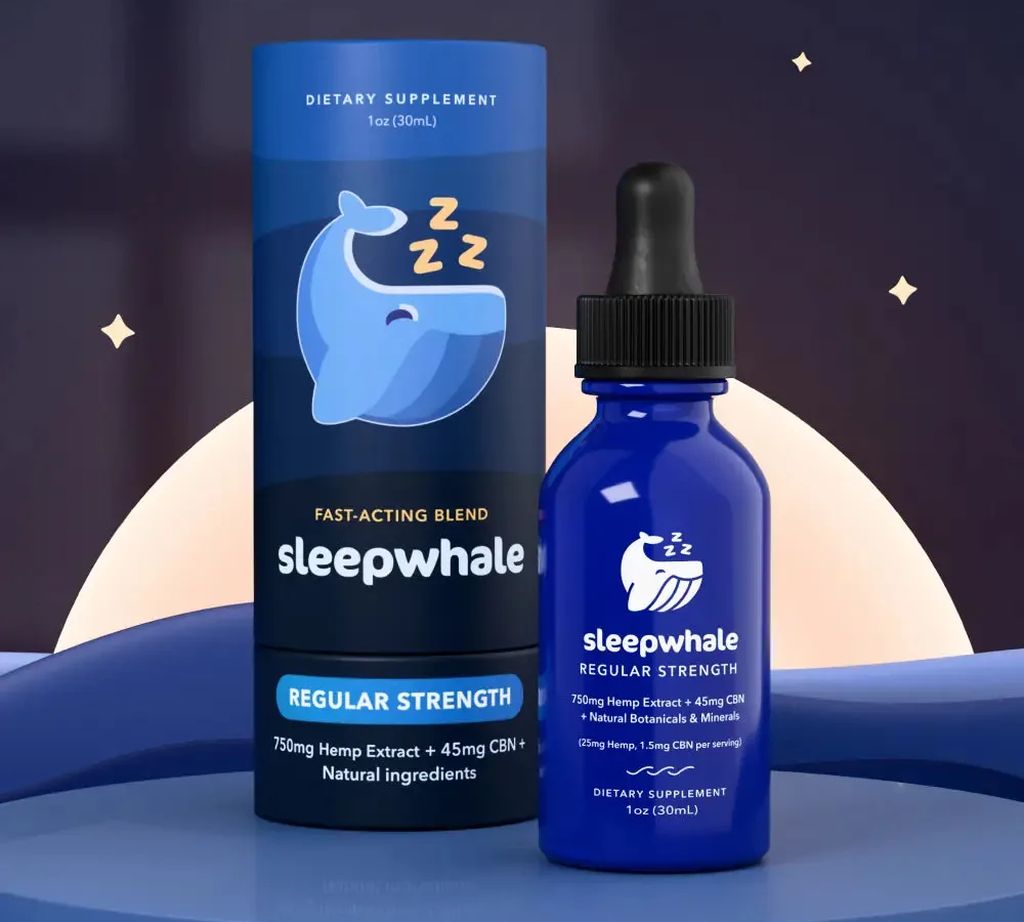 DIETARY SUPPLEMENT
1oz (30mL)
z
z z
FAST-ACTING BLEND
sleepwhale
REGULAR STRENGTH
750mg Hemp Extract + 45mg CBN +
Natural ingredients
z
z z
sleepwhale
REGULAR STRENGTH
750mg Hemp Extract + 45mg CBN
+ Natural Botanicals & Minerals
(25mg Hemp, 1.5mg CBN per serving)
DIETARY SUPPLEMENT
1oz (30mL)